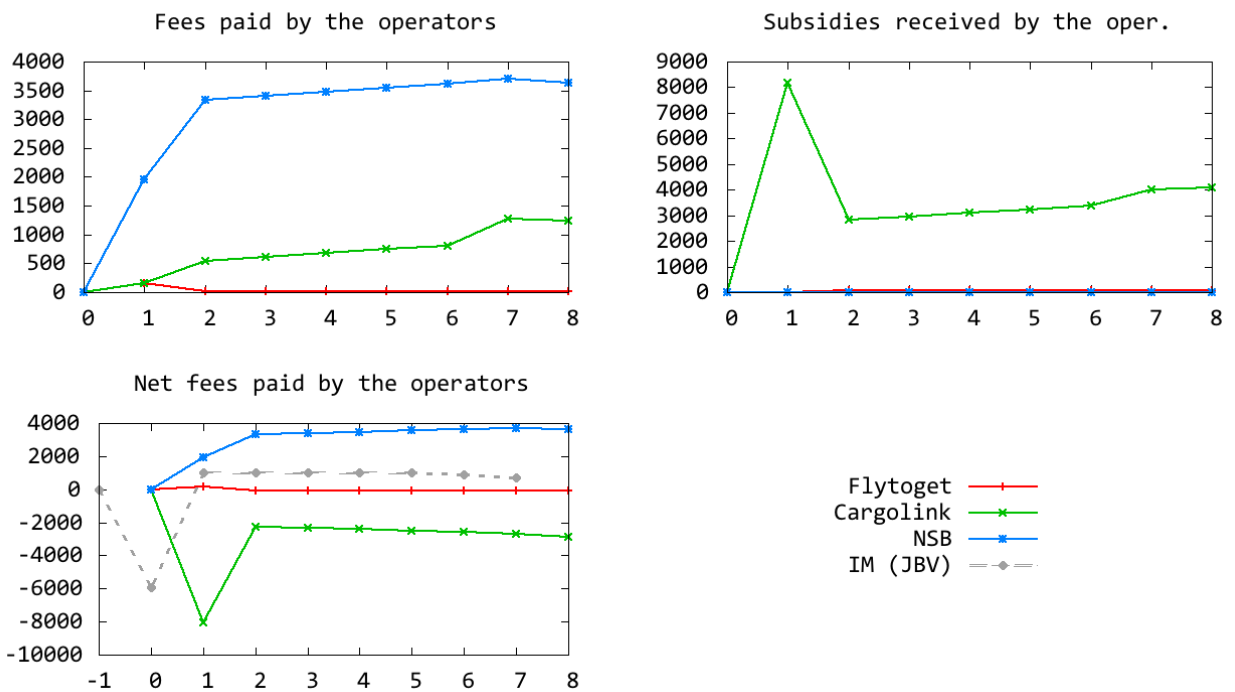 Fees paid by the operators
4000
3500
3000
2500
2000
1500
1000
500
0
0 1 2 3 4 5 6 7 8
Subsidies received by the oper.
9000
8000
7000
6000
5000
4000
3000
2000
1000
0
0 1 2 3 4 5 6 7 8
Net fees paid by the operators
4000
2000
0
-2000
-4000
-6000
-8000
-10000
-1 0 1 2 3 4 5 6 7 8
Flytoget
Cargolink
NSB
IM (JBV)